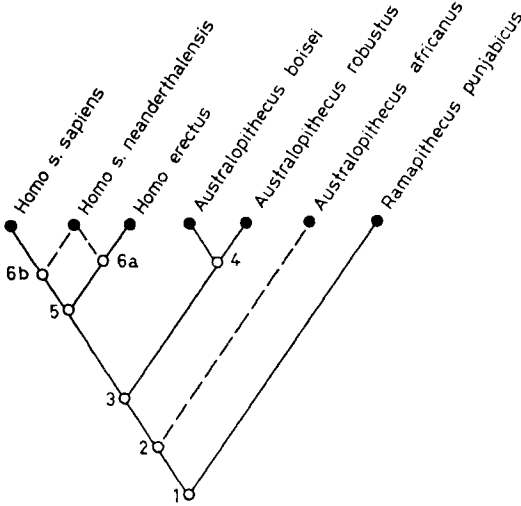 Homo s. sapiens
Homo s. neanderthalensis
Homo erectus
Australopithecus boisei
Australopithecus robustus
Australopithecus africanus
Ramapithecus punjabicus
6b
6a
4
5
3
2
1